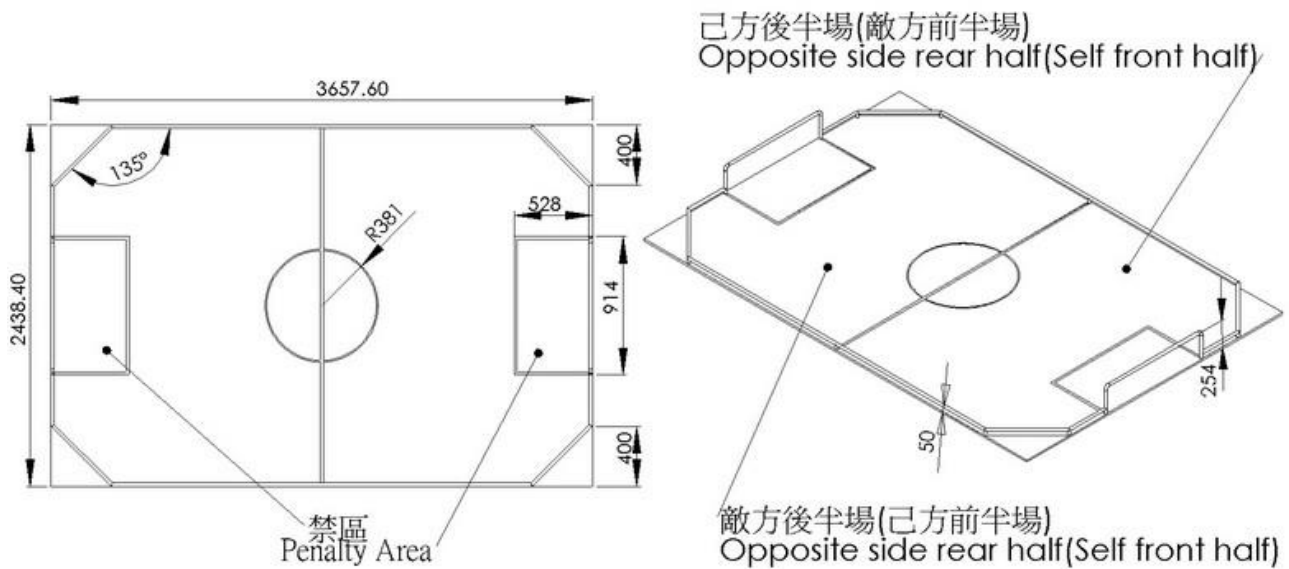 己方後半場(敵方前半場)
Opposite side rear half(Self front half)
3657.60
135º
400
528
R381
2438.40
914
254
400
50
禁區
Penalty Area
敵方後半場(己方前半場)
Opposite side rear half(Self front half)